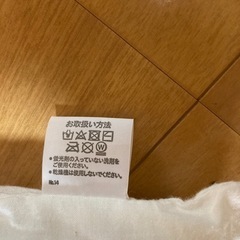 お取扱い方法
●蛍光剤の入っていない洗剤を
ご使用ください。
●乾燥機は使用しないでください。
No.56